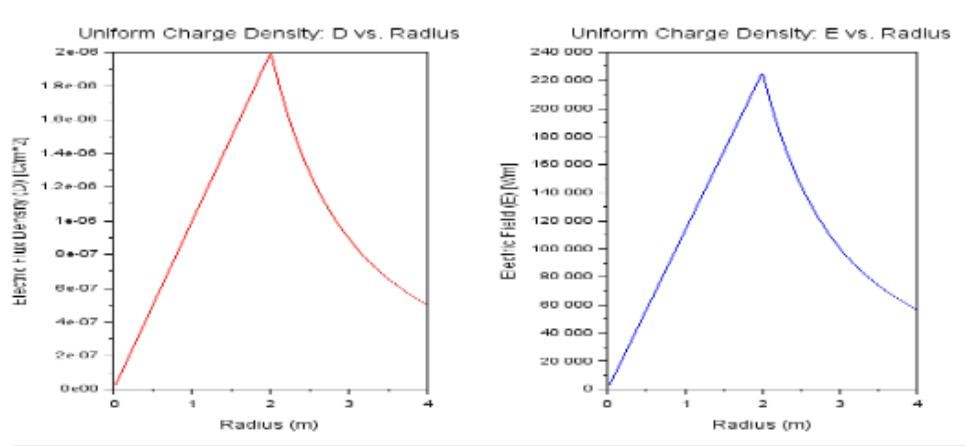 Uniform Charge Density: D vs. Radius
2e-06
1.8e-06
1.6e-06
1.4e-06
1.2e-06
1e-06
8e-07
6e-07
4e-07
2e-07
0e00
0 1 2 3 4
Electric Flux Density (D) [C/m^2]
Radius (m)
Uniform Charge Density: E vs. Radius
240 000
220 000
200 000
180 000
160 000
140 000
120 000
100 000
80 000
60 000
40 000
20 000
0
0 1 2 3 4
Electric Field (E) [V/m]
Radius (m)